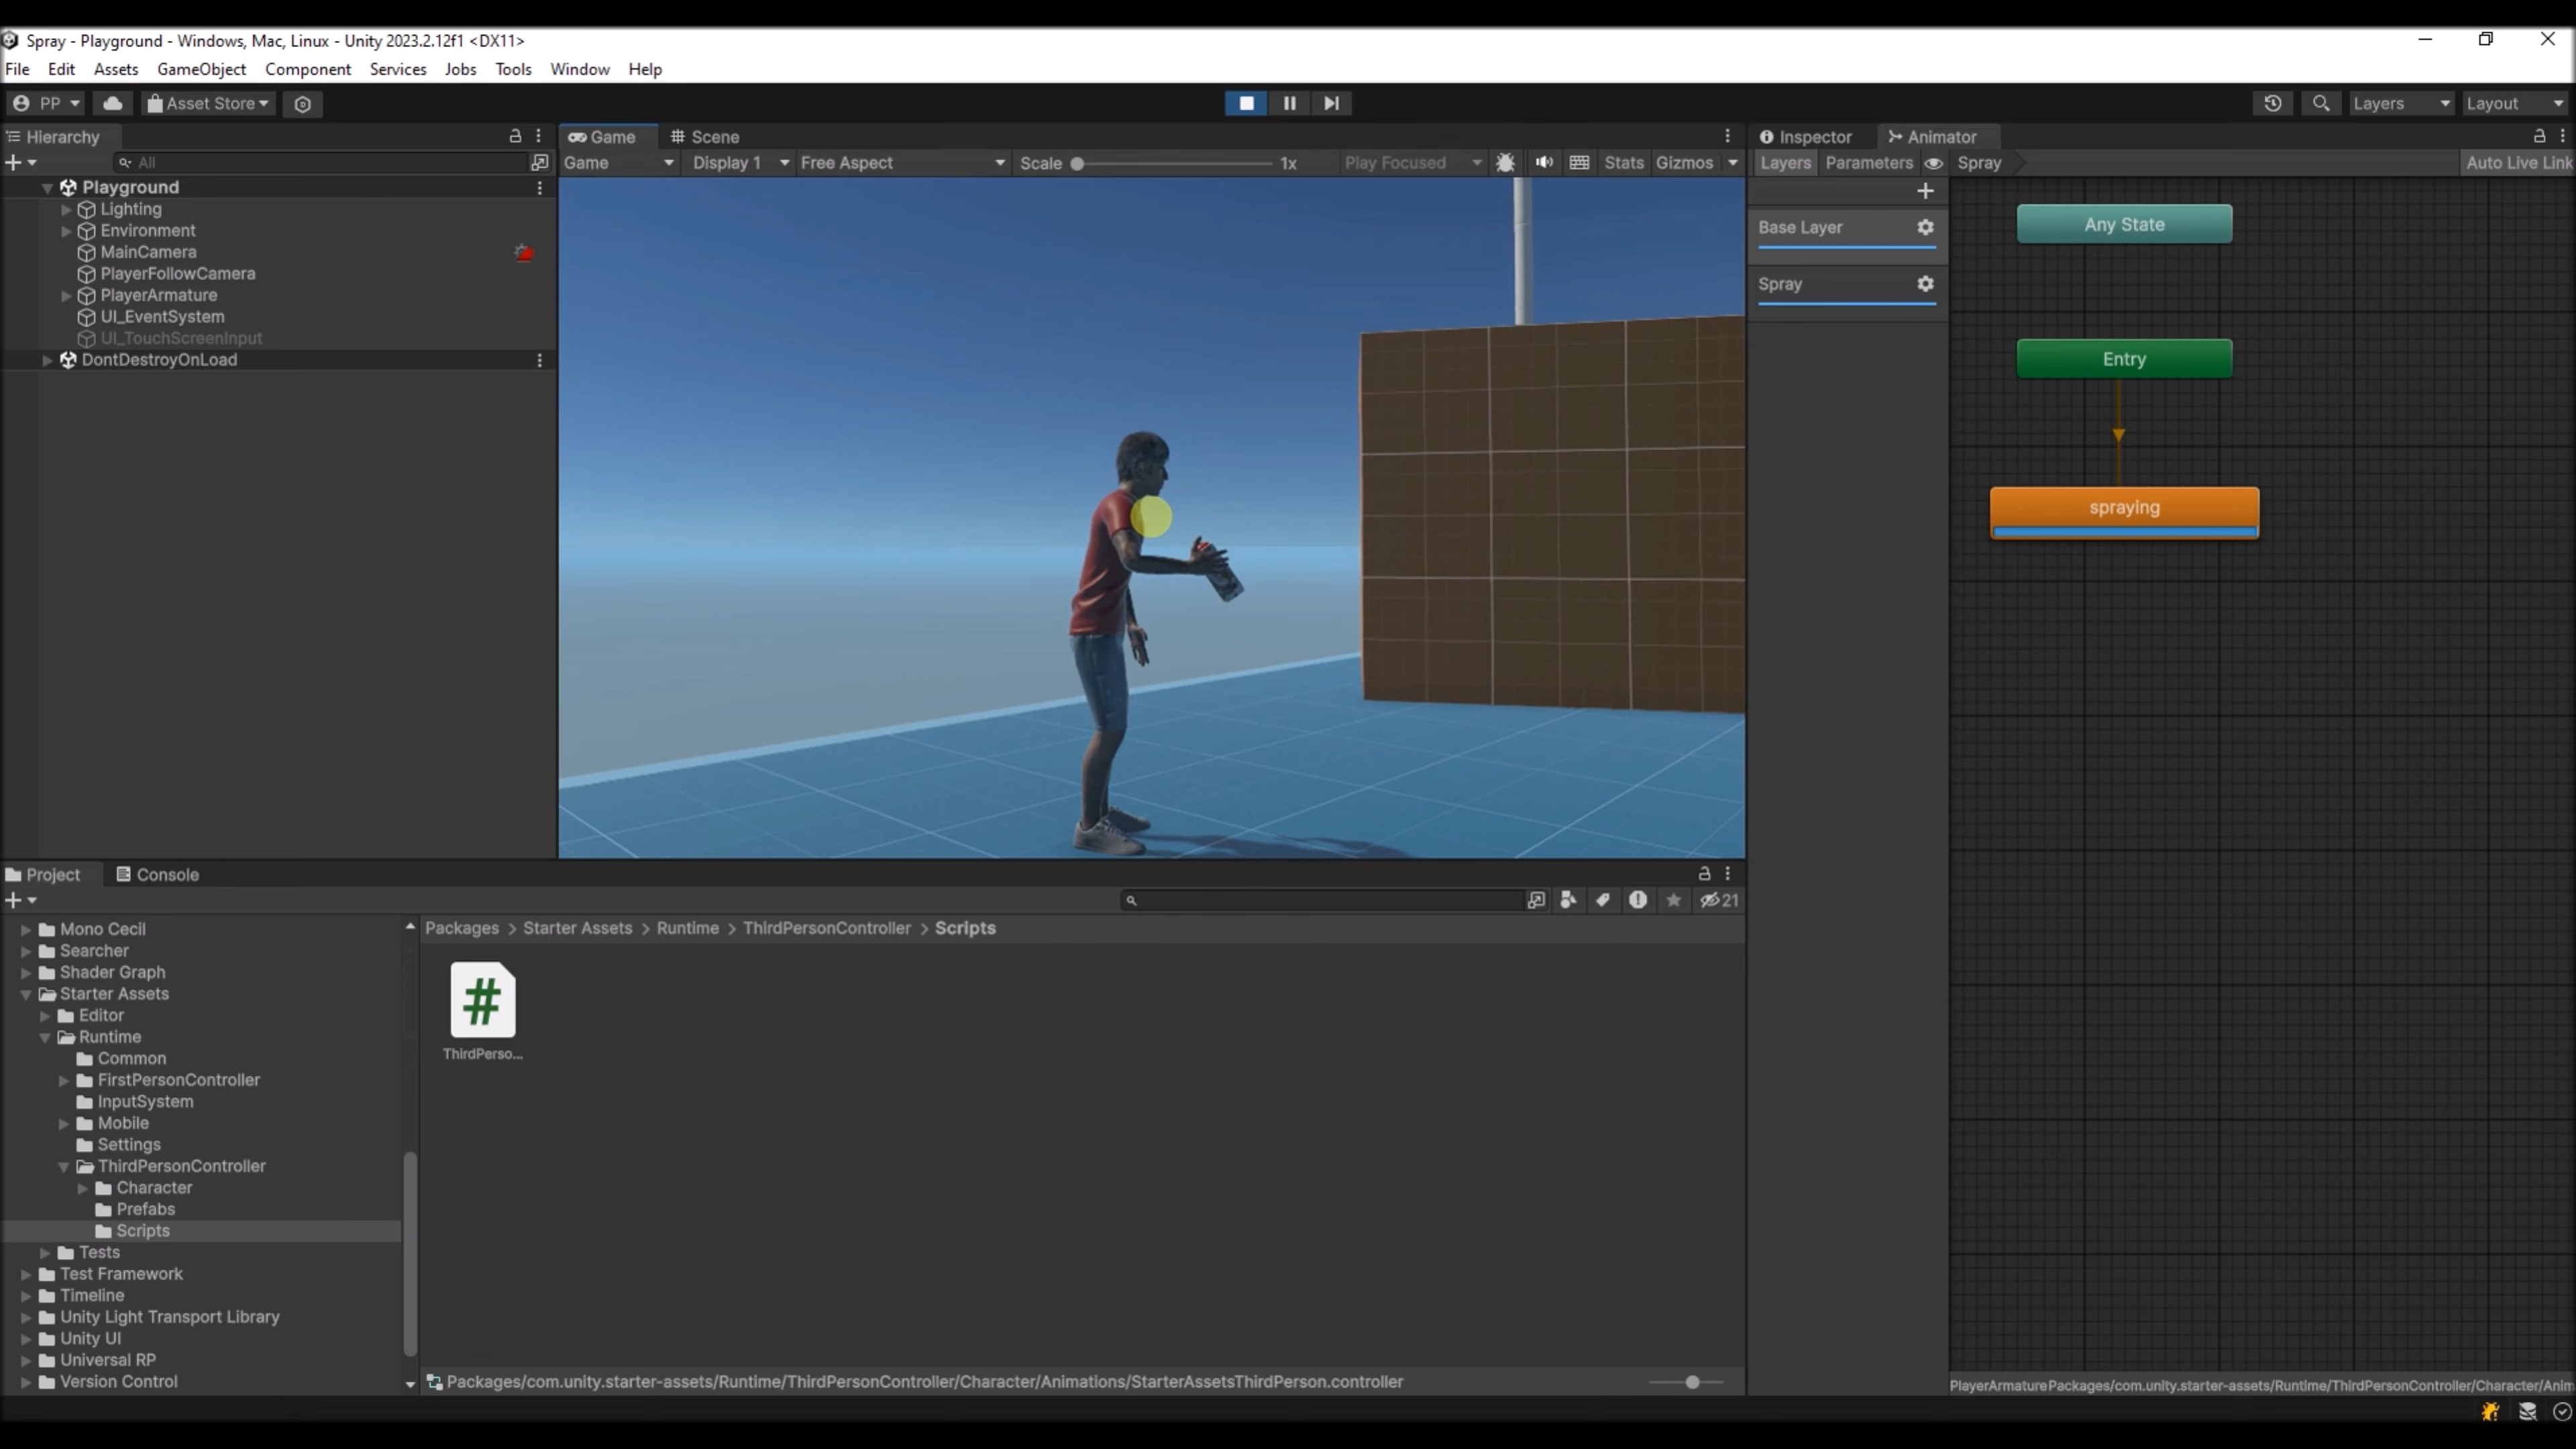 Spray - Playground - Windows, Mac, Linux - Unity 2023.2.12f1 <DX11>
File Edit Assets GameObject Component Services Jobs Tools Window Help
PP Asset Store Layers Layout
Hierarchy
All
Playground
Lighting
Environment
MainCamera
PlayerFollowCamera
PlayerArmature
UI_EventSystem
UI_TouchScreenInput
DontDestroyOnLoad
Game Scene
Game Display 1 Free Aspect Scale 1x Play Focused Stats Gizmos
Inspector Animator
Layers Parameters Spray Auto Live Link
Base Layer
Spray
Any State
Entry
spraying
Project Console
21
Mono Cecil
Searcher
Shader Graph
Starter Assets
Editor
Runtime
Common
FirstPersonController
InputSystem
Mobile
Settings
ThirdPersonController
Character
Prefabs
Scripts
Tests
Test Framework
Timeline
Unity Light Transport Library
Unity UI
Universal RP
Version Control
Packages > Starter Assets > Runtime > ThirdPersonController > Scripts
#
ThirdPerso...
Packages/com.unity.starter-assets/Runtime/ThirdPersonController/Character/Animations/StarterAssetsThirdPerson.controller
PlayerArmature Packages/com.unity.starter-assets/Runtime/ThirdPersonController/Character/Anim